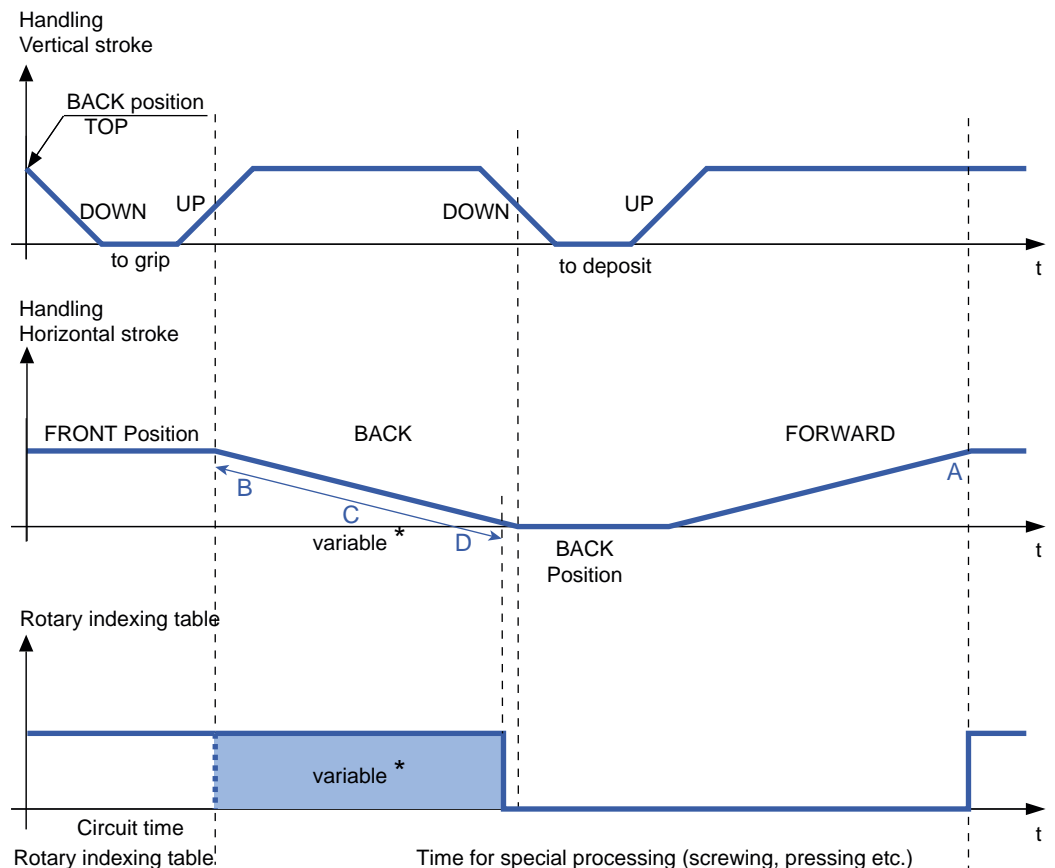 Handling
Vertical stroke
BACK position
TOP
DOWN
UP
DOWN
UP
to grip
to deposit
t
Handling
Horizontal stroke
FRONT Position
BACK
FORWARD
A
B
C
D
variable *
BACK
Position
t
Rotary indexing table
variable *
Circuit time
t
Rotary indexing table
Time for special processing (screwing, pressing etc.)